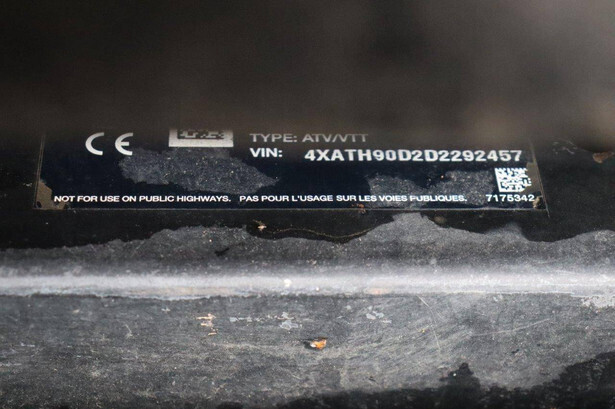 CE
TYPE: ATV/VTT
VIN: 4XATH90D2D2292457
NOT FOR USE ON PUBLIC HIGHWAYS. PAS POUR L'USAGE SUR LES VOIES PUBLIQUES. 7175342